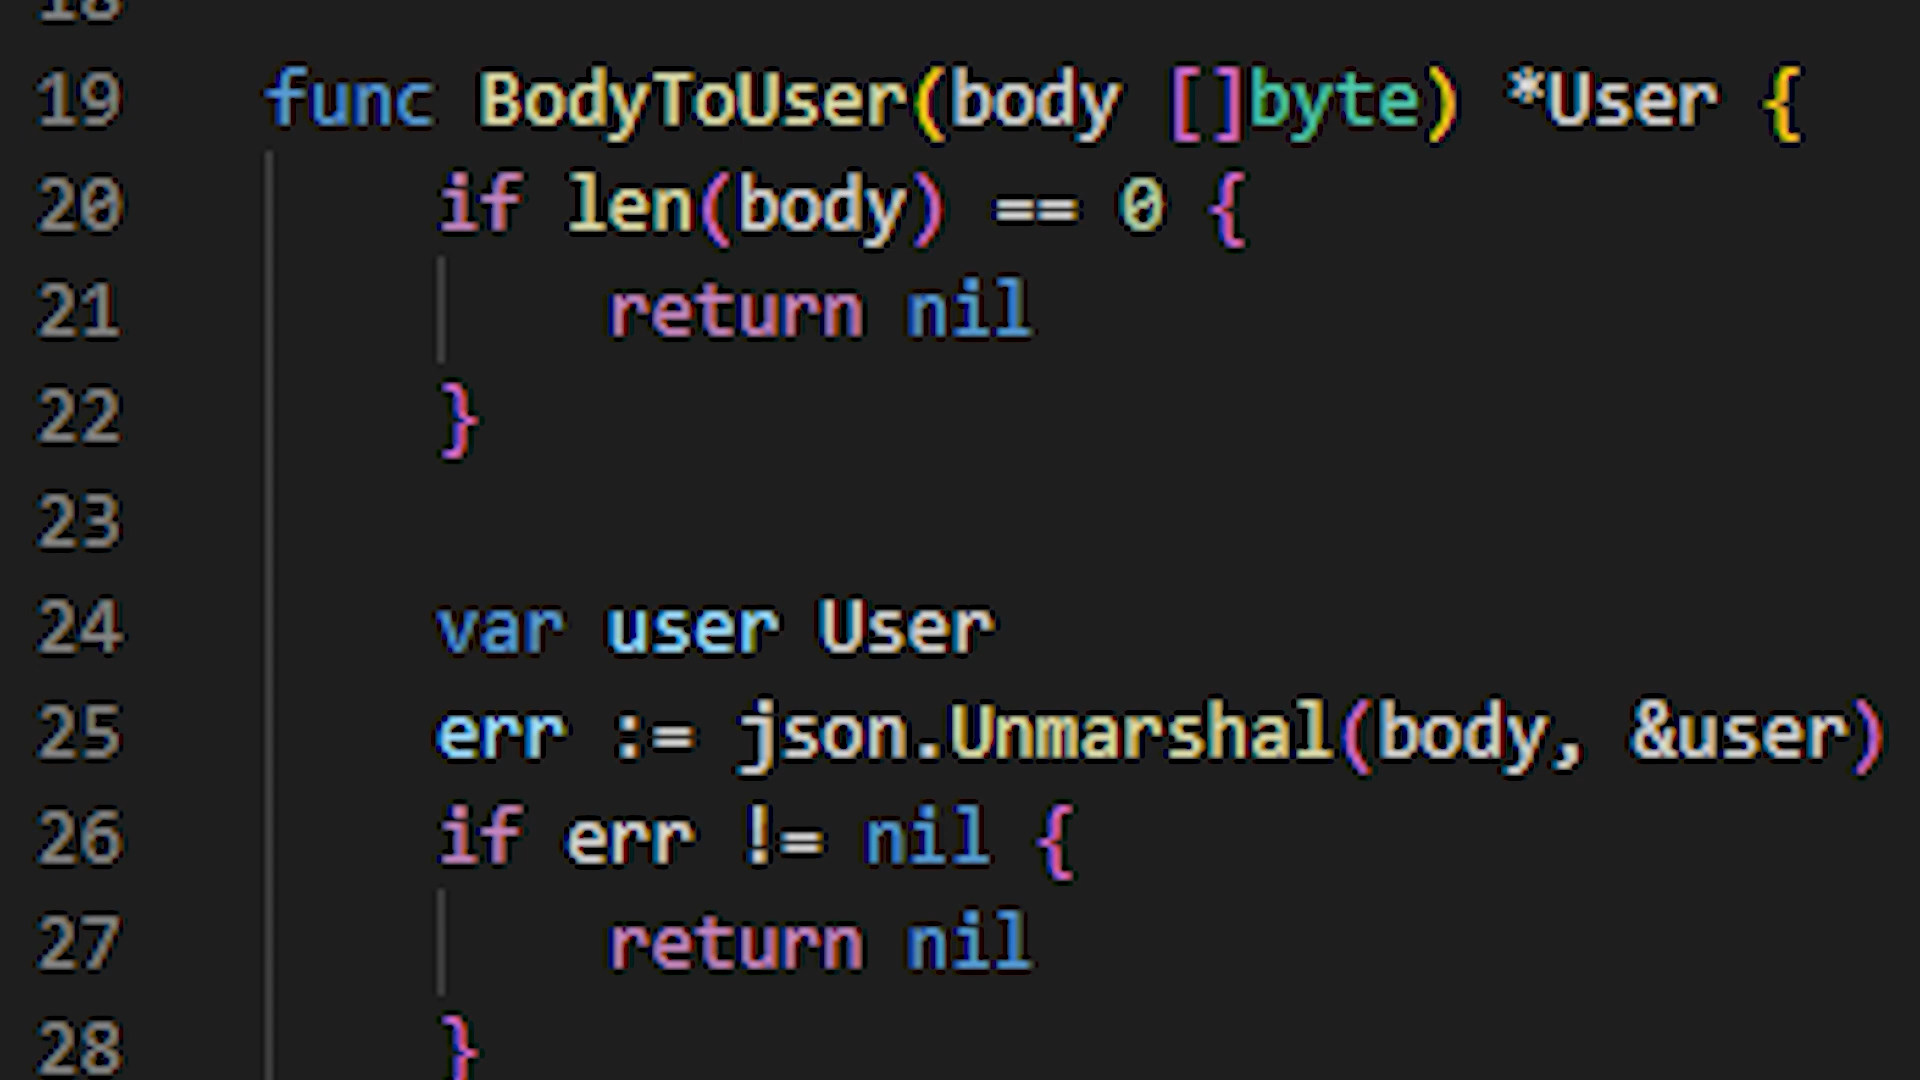 18
19 func BodyToUser(body []byte) *User {
20 if len(body) == 0 {
21 return nil
22 }
23
24 var user User
25 err := json.Unmarshal(body, &user)
26 if err != nil {
27 return nil
28 }